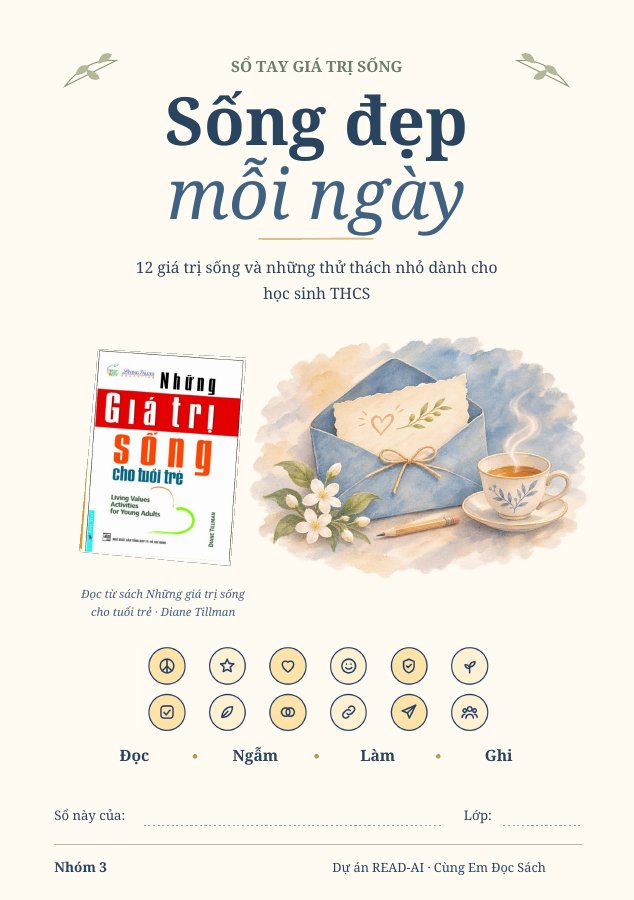 SỔ TAY GIÁ TRỊ SỐNG
Sống đẹp
mỗi ngày
12 giá trị sống và những thử thách nhỏ dành cho
học sinh THCS
Những
Giá trị
sống
cho tuổi trẻ
Living Values
Activities
for Young Adults
DIANE TILLMAN
Đọc từ sách Những giá trị sống
cho tuổi trẻ · Diane Tillman
Đọc • Ngẫm • Làm • Ghi
Sổ này của: Lớp:
Nhóm 3 Dự án READ-AI · Cùng Em Đọc Sách